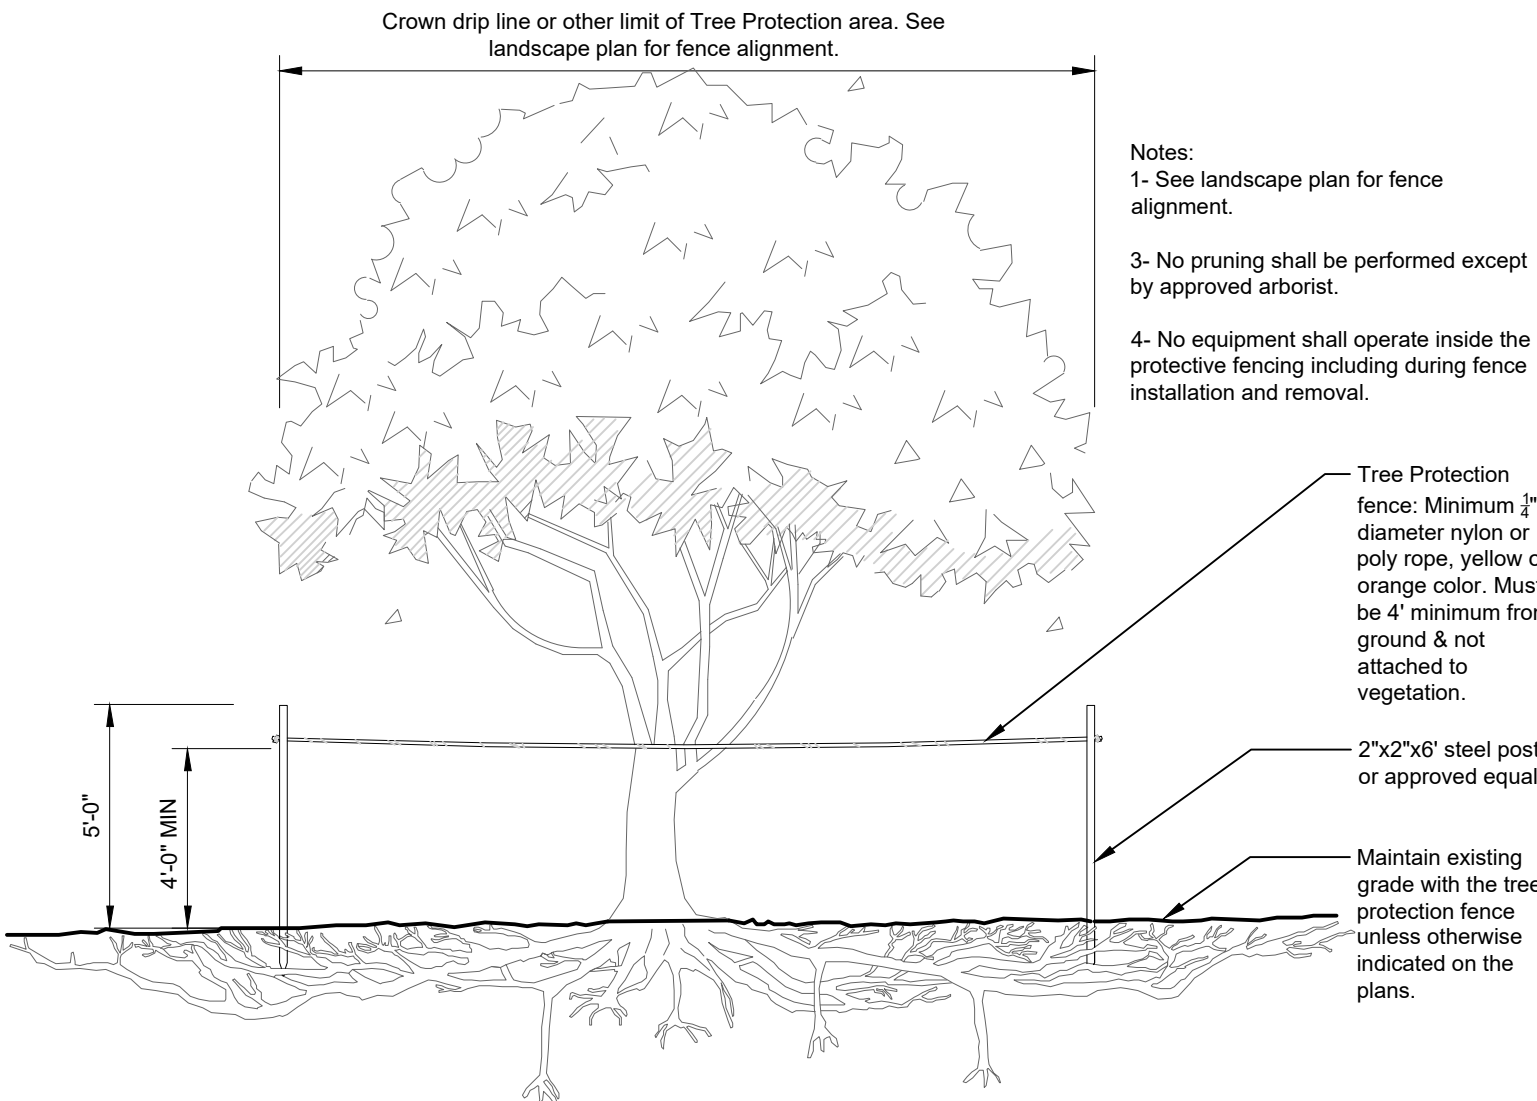 Crown drip line or other limit of Tree Protection area. See
landscape plan for fence alignment.
Notes:
1- See landscape plan for fence
alignment.
3- No pruning shall be performed except
by approved arborist.
4- No equipment shall operate inside the
protective fencing including during fence
installation and removal.
Tree Protection
fence: Minimum 1/4"
diameter nylon or
poly rope, yellow o
orange color. Mus
be 4' minimum fro
ground & not
attached to
vegetation.
2"x2"x6' steel post
or approved equal
Maintain existing
grade with the tree
protection fence
unless otherwise
indicated on the
plans.
5'-0"
4'-0" MIN